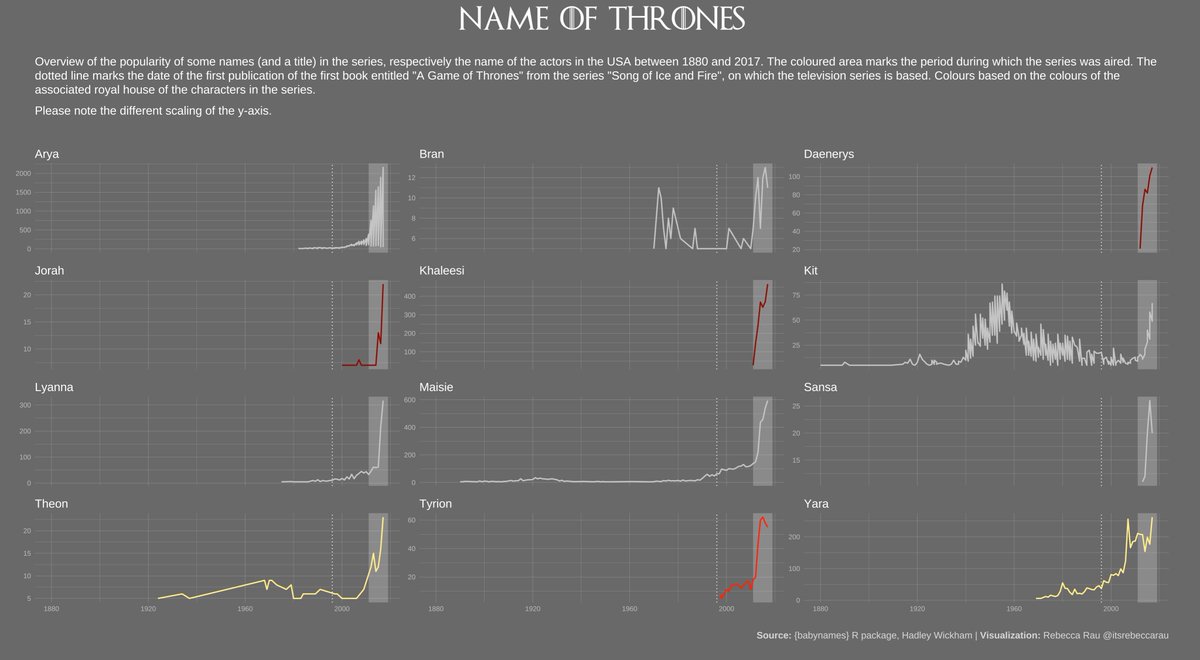 NAME OF THRONES
Overview of the popularity of some names (and a title) in the series, respectively the name of the actors in the USA between 1880 and 2017. The coloured area marks the period during which the series was aired. The
dotted line marks the date of the first publication of the first book entitled "A Game of Thrones" from the series "Song of Ice and Fire", on which the television series is based. Colours based on the colours of the
associated royal house of the characters in the series.
Please note the different scaling of the y-axis.
Arya
2000
1500
1000
500
0
Bran
12
10
8
6
Daenerys
100
80
60
40
20
Jorah
20
15
10
Khaleesi
400
300
200
100
Kit
75
50
25
Lyanna
300
200
100
0
Maisie
600
400
200
0
Sansa
25
20
15
Theon
20
15
10
5
1880 1920 1960 2000
Tyrion
60
40
20
1880 1920 1960 2000
Yara
200
100
0
1880 1920 1960 2000
Source: {babynames} R package, Hadley Wickham | Visualization: Rebecca Rau @itsrebeccarau